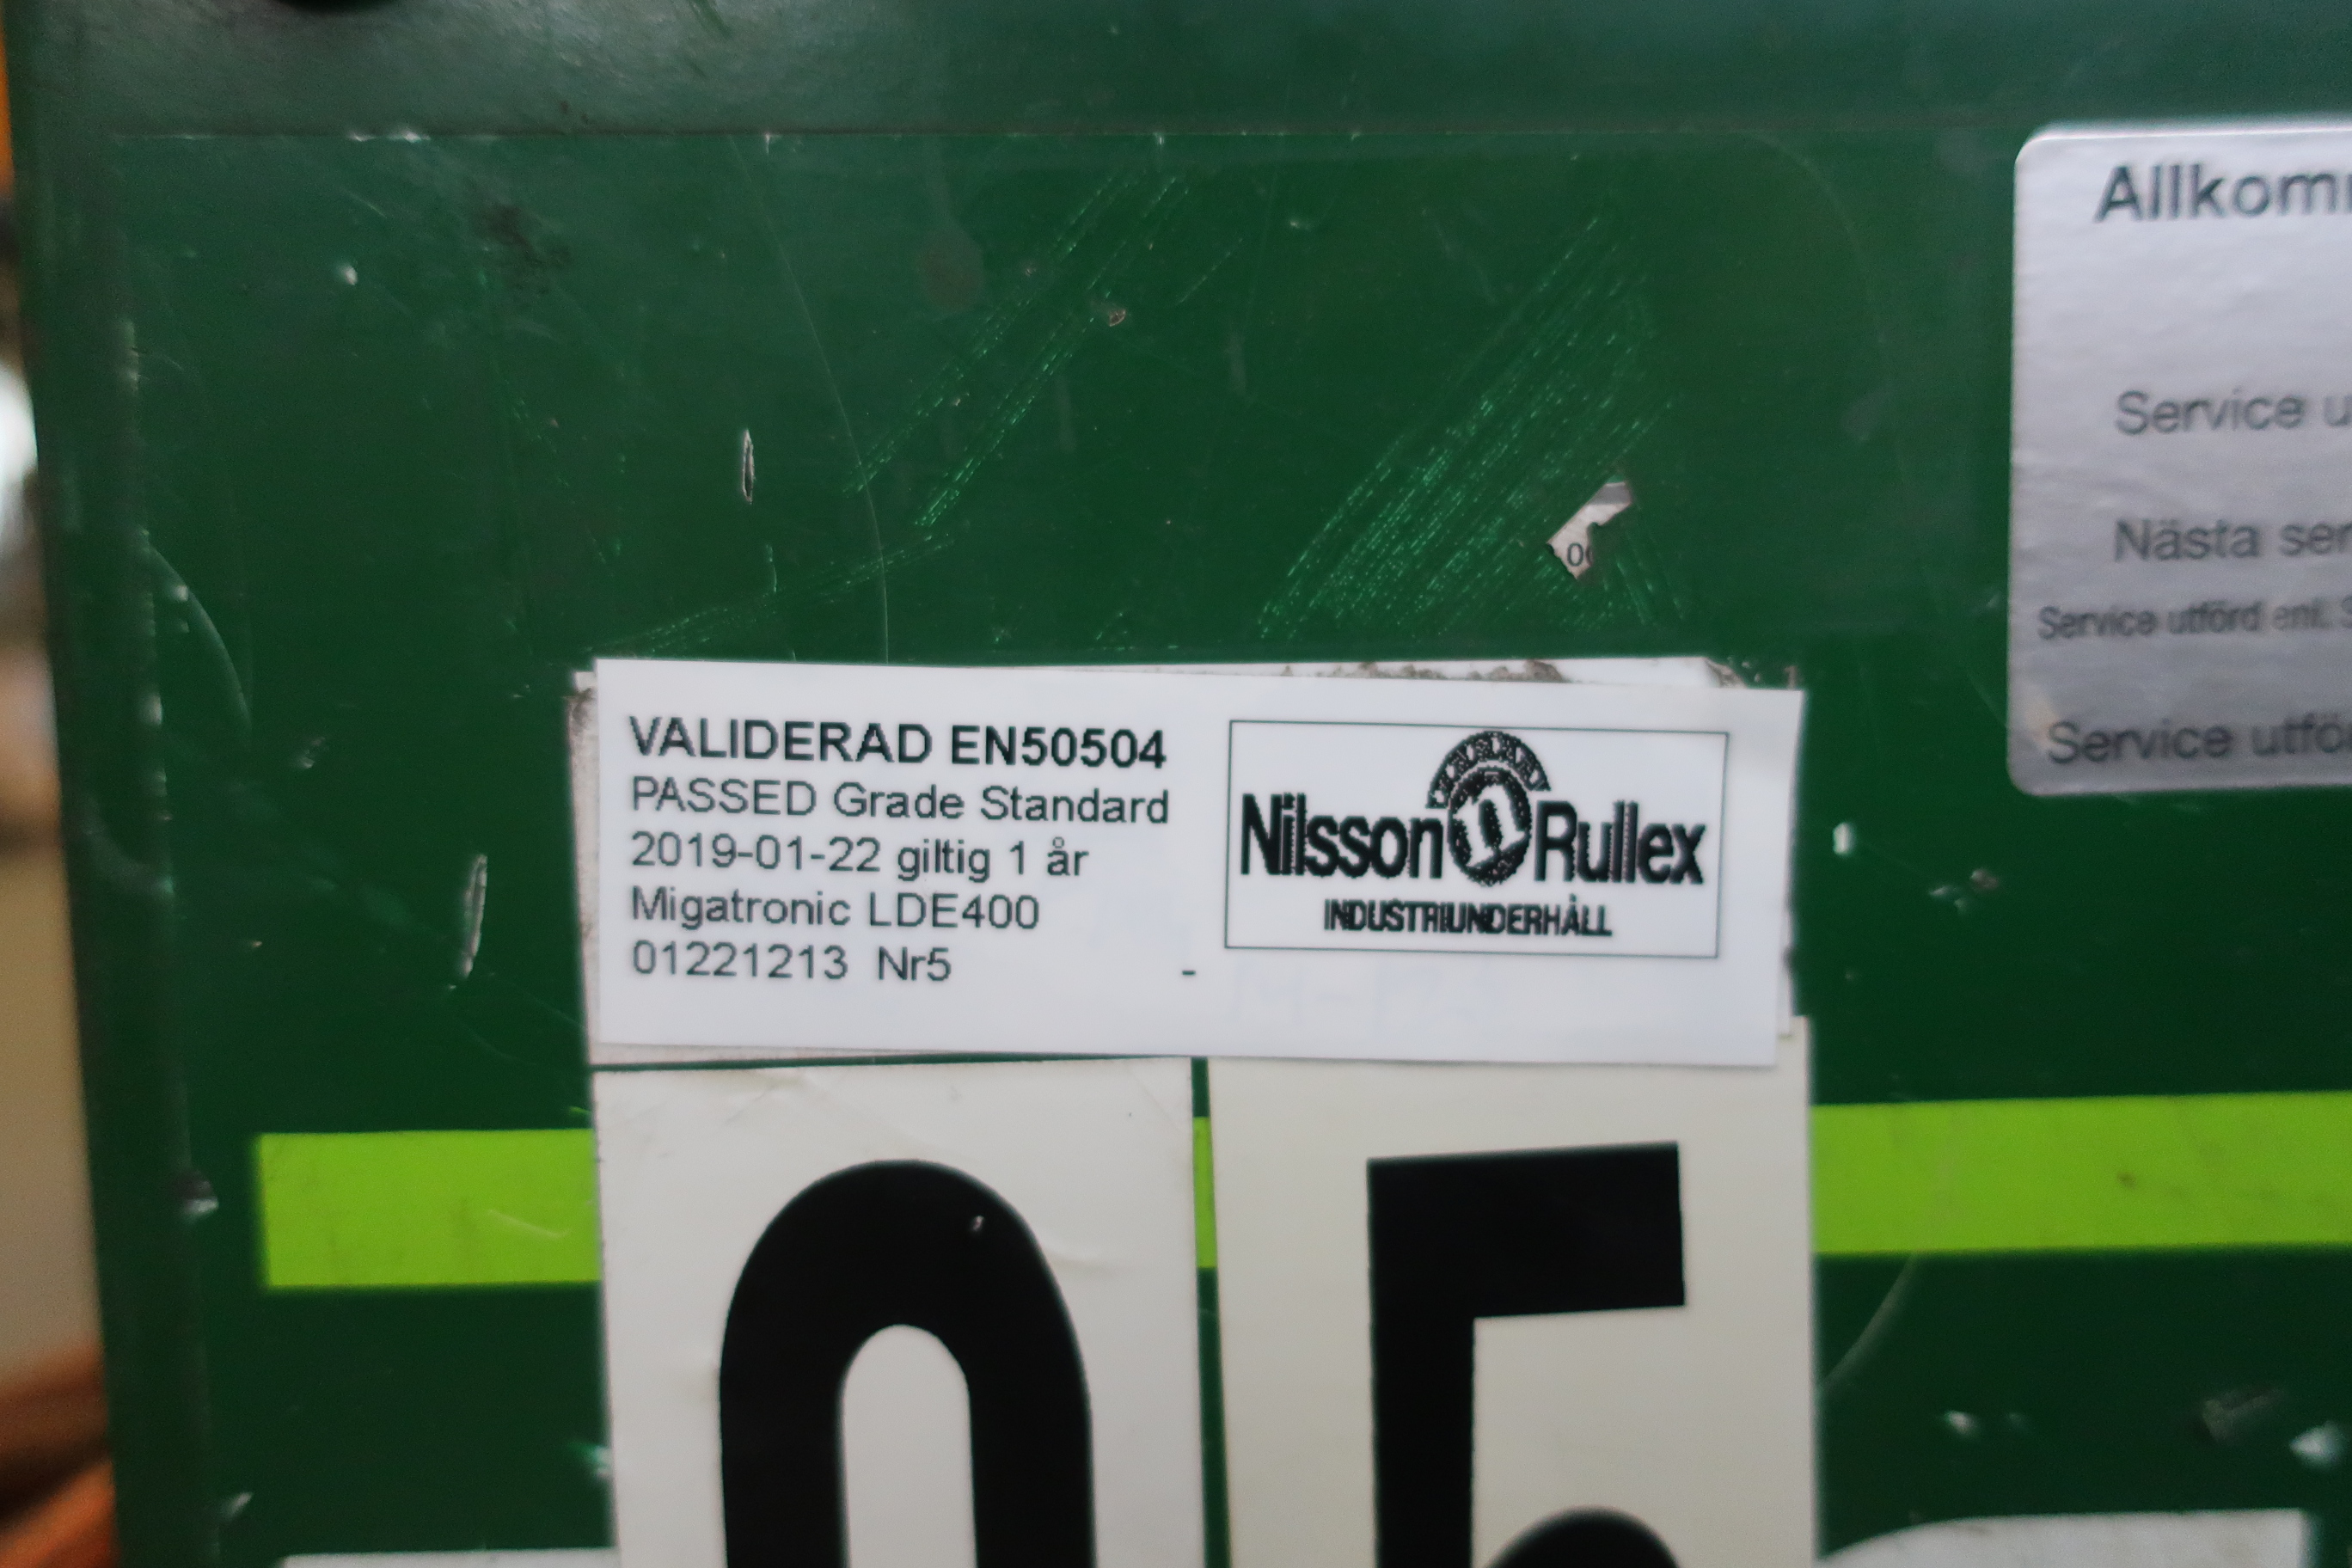 Allkom
Service u
Nästa ser
Service utförd enl. S
Service utfö
VALIDERAD EN50504
PASSED Grade Standard
2019-01-22 giltig 1 år
Migatronic LDE400
01221213 Nr5 -
Nilsson Rullex
INDUSTRIUNDERHÅLL
05